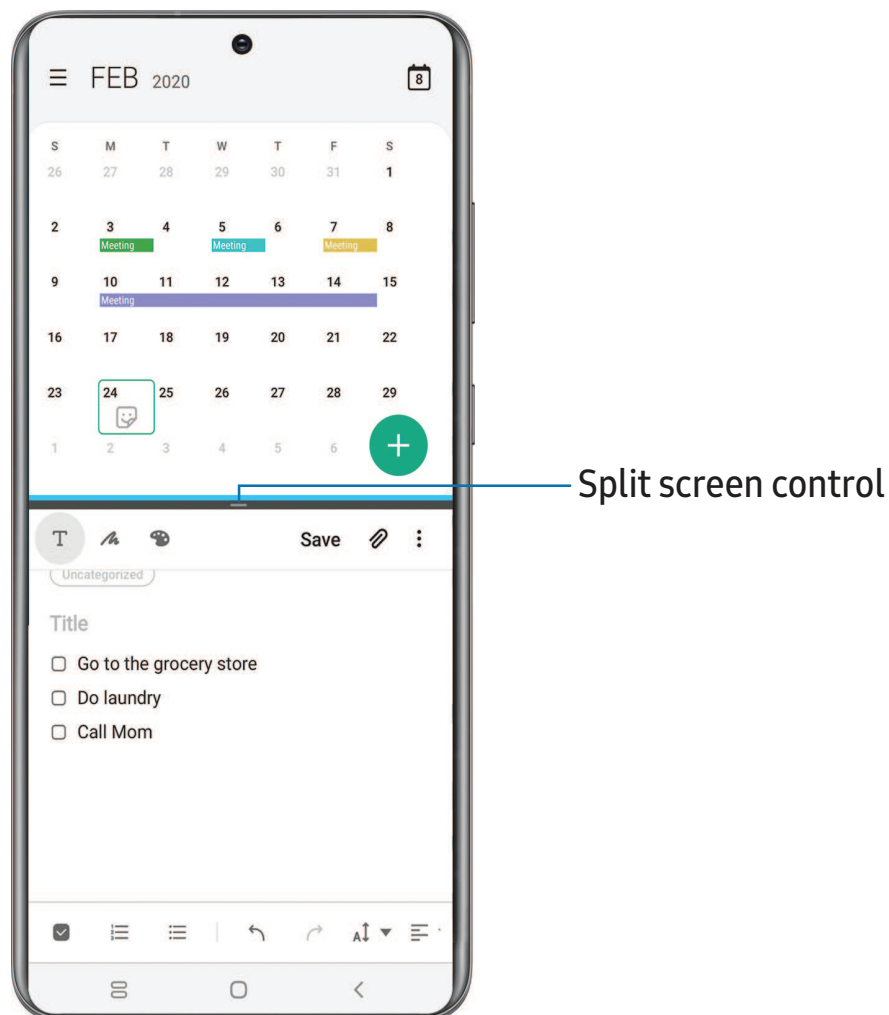 FEB 2020
8
S M T W T F S
26 27 28 29 30 31 1
2 3 4 5 6 7 8
Meeting Meeting Meeting
9 10 11 12 13 14 15
Meeting
16 17 18 19 20 21 22
23 24 25 26 27 28 29
1 2 3 4 5 6
Split screen control
T Save
Uncategorized
Title
Go to the grocery store
Do laundry
Call Mom
A